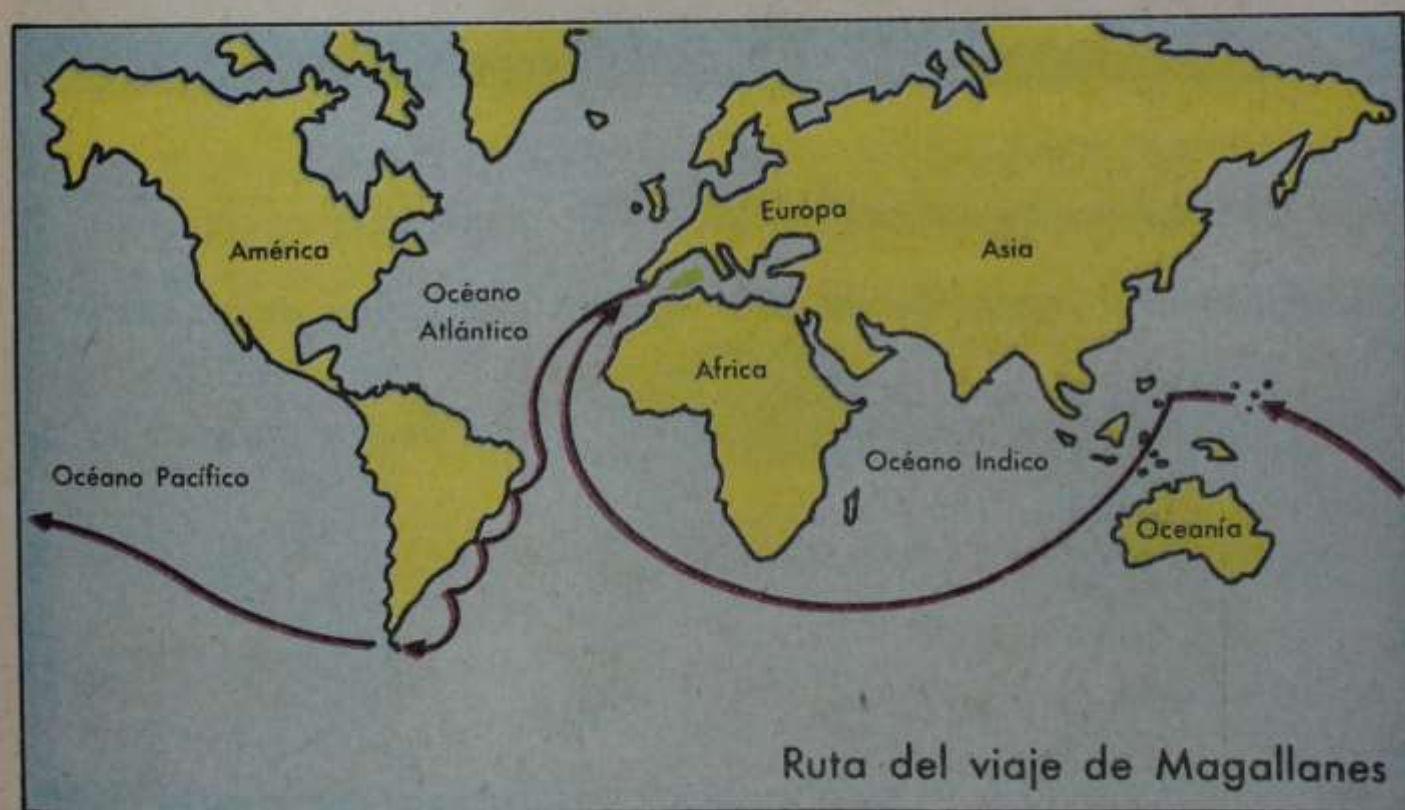 Europa
América
Asia
Océano
Atlántico
Africa
Océano Pacífico
Océano Indico
Oceanía
Ruta del viaje de Magallanes